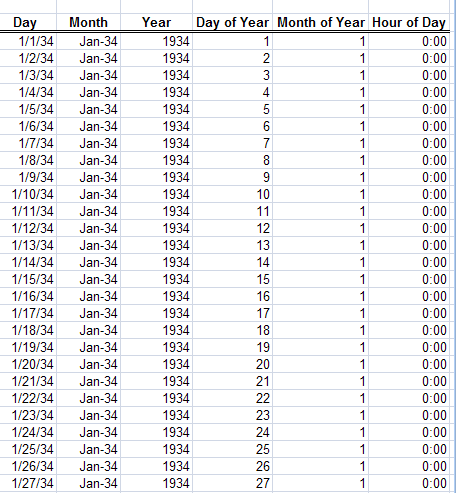 Day Month Year Day of Year Month of Year Hour of Day
1/1/34 Jan-34 1934 1 1 0:00
1/2/34 Jan-34 1934 2 1 0:00
1/3/34 Jan-34 1934 3 1 0:00
1/4/34 Jan-34 1934 4 1 0:00
1/5/34 Jan-34 1934 5 1 0:00
1/6/34 Jan-34 1934 6 1 0:00
1/7/34 Jan-34 1934 7 1 0:00
1/8/34 Jan-34 1934 8 1 0:00
1/9/34 Jan-34 1934 9 1 0:00
1/10/34 Jan-34 1934 10 1 0:00
1/11/34 Jan-34 1934 11 1 0:00
1/12/34 Jan-34 1934 12 1 0:00
1/13/34 Jan-34 1934 13 1 0:00
1/14/34 Jan-34 1934 14 1 0:00
1/15/34 Jan-34 1934 15 1 0:00
1/16/34 Jan-34 1934 16 1 0:00
1/17/34 Jan-34 1934 17 1 0:00
1/18/34 Jan-34 1934 18 1 0:00
1/19/34 Jan-34 1934 19 1 0:00
1/20/34 Jan-34 1934 20 1 0:00
1/21/34 Jan-34 1934 21 1 0:00
1/22/34 Jan-34 1934 22 1 0:00
1/23/34 Jan-34 1934 23 1 0:00
1/24/34 Jan-34 1934 24 1 0:00
1/25/34 Jan-34 1934 25 1 0:00
1/26/34 Jan-34 1934 26 1 0:00
1/27/34 Jan-34 1934 27 1 0:00